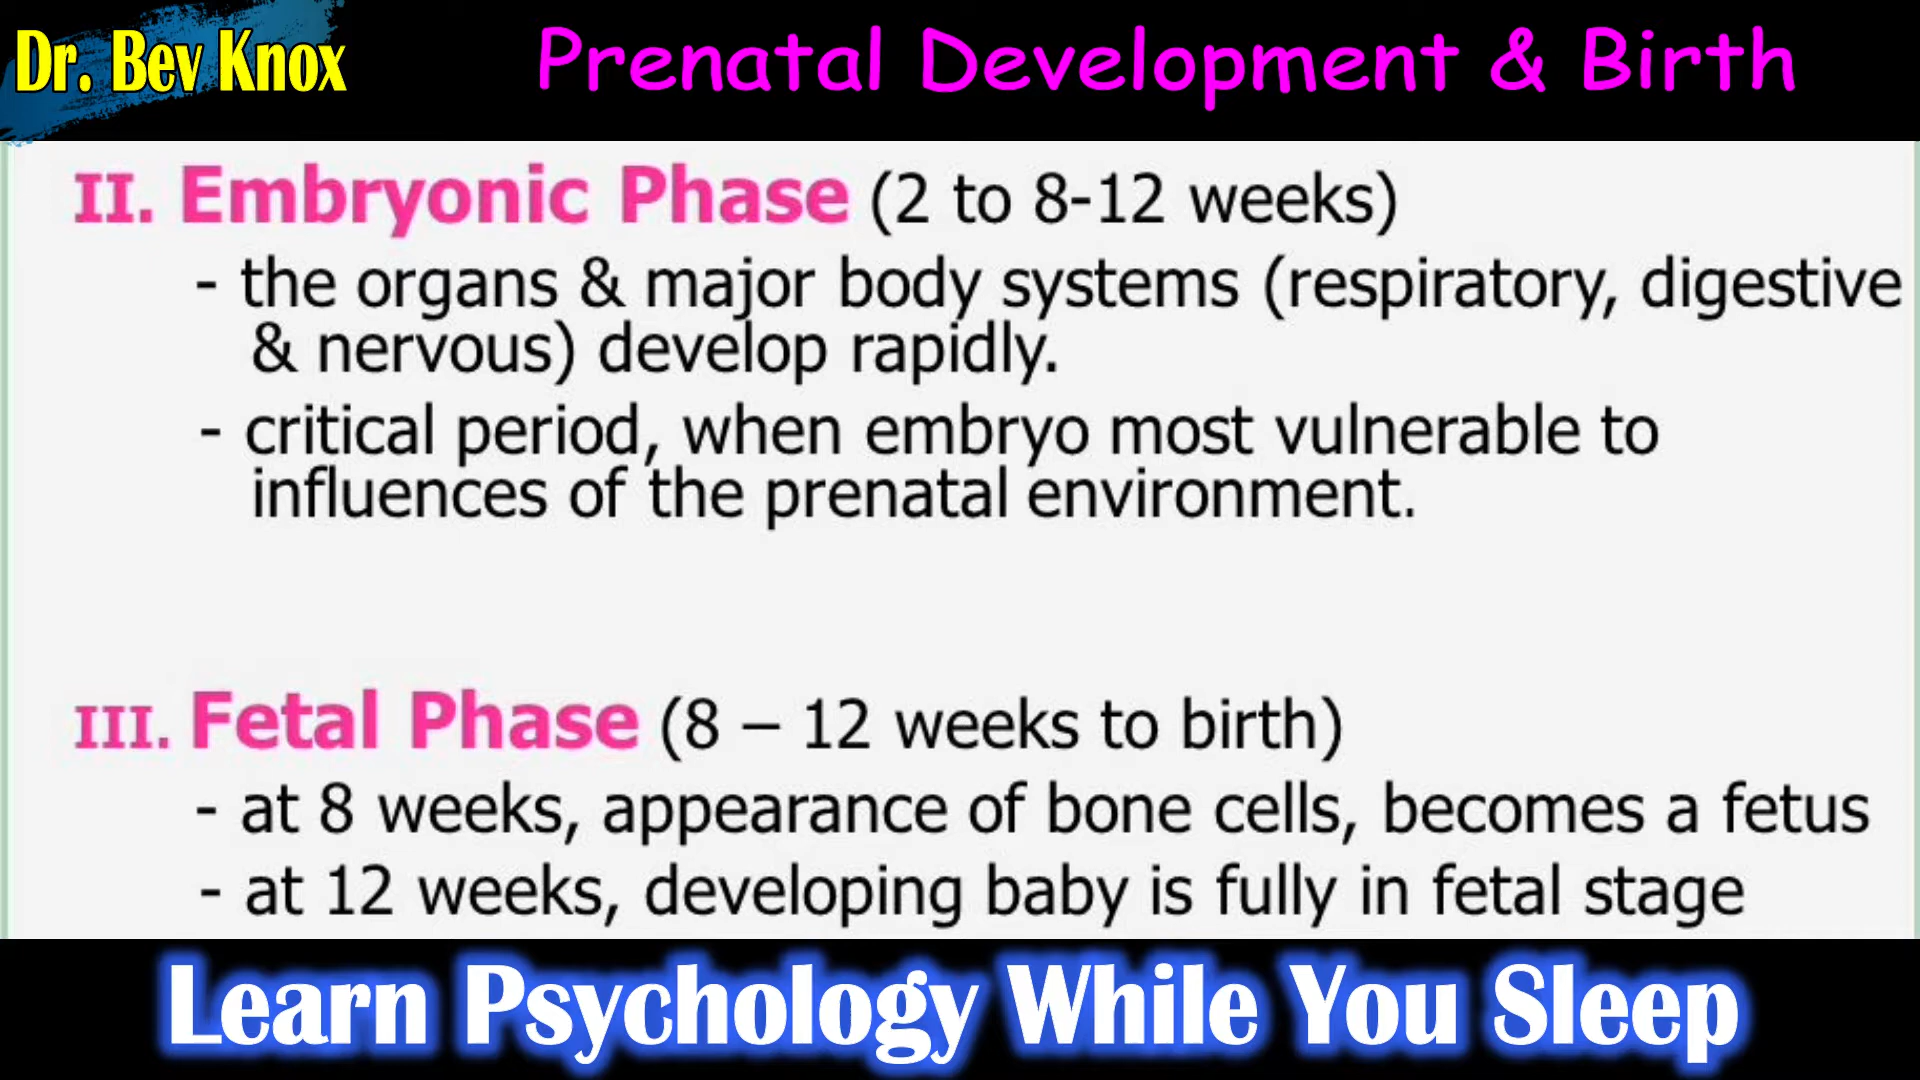 Dr. Bev Knox
Prenatal Development & Birth
II. Embryonic Phase (2 to 8-12 weeks)
- the organs & major body systems (respiratory, digestive
& nervous) develop rapidly.
- critical period, when embryo most vulnerable to
influences of the prenatal environment.
III. Fetal Phase (8 – 12 weeks to birth)
- at 8 weeks, appearance of bone cells, becomes a fetus
- at 12 weeks, developing baby is fully in fetal stage
Learn Psychology While You Sleep